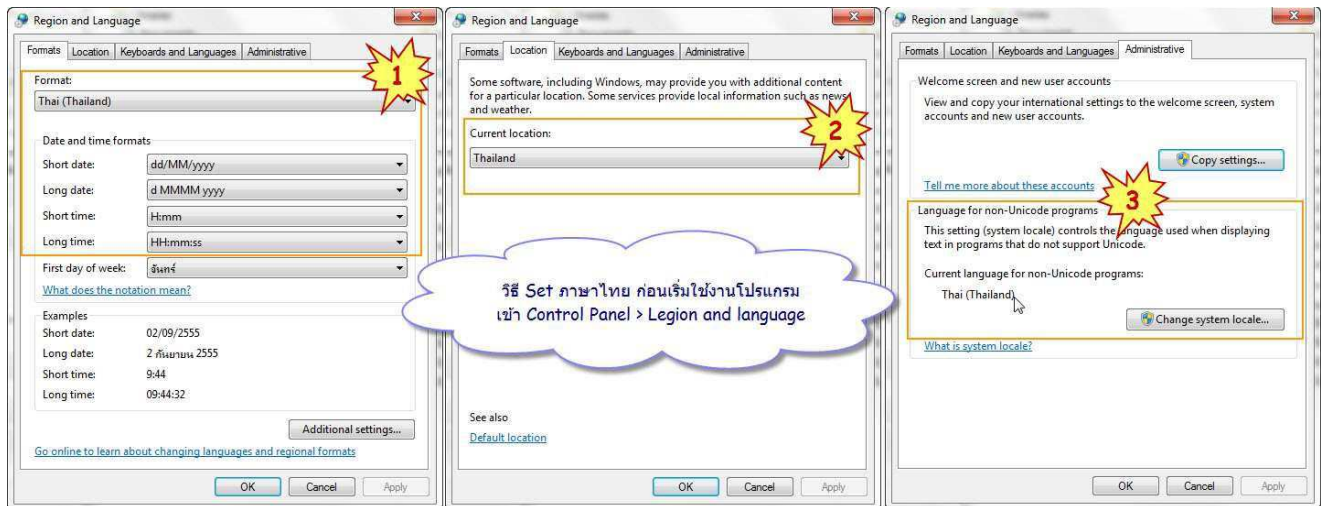 Region and Language
Formats Location Keyboards and Languages Administrative
1
Format:
Thai (Thailand)
Date and time formats
Short date: dd/MM/yyyy
Long date: d MMMM yyyy
Short time: H:mm
Long time: HH:mm:ss
First day of week: จันทร์
What does the notation mean?
Examples
Short date: 02/09/2555
Long date: 2 กันยายน 2555
Short time: 9:44
Long time: 09:44:32
Additional settings...
Go online to learn about changing languages and regional formats
OK Cancel Apply
Region and Language
Formats Location Keyboards and Languages Administrative
Some software, including Windows, may provide you with additional content
for a particular location. Some services provide local information such as news
and weather.
2
Current location:
Thailand
วิธี Set ภาษาไทย ก่อนเริ่มใช้งานโปรแกรม
เข้า Control Panel > Legion and language
See also
Default location
OK Cancel Apply
Region and Language
Formats Location Keyboards and Languages Administrative
Welcome screen and new user accounts
View and copy your international settings to the welcome screen, system
accounts and new user accounts.
Copy settings...
Tell me more about these accounts
3
Language for non-Unicode programs
This setting (system locale) controls the language used when displaying
text in programs that do not support Unicode.
Current language for non-Unicode programs:
Thai (Thailand)
Change system locale...
What is system locale?
OK Cancel Apply